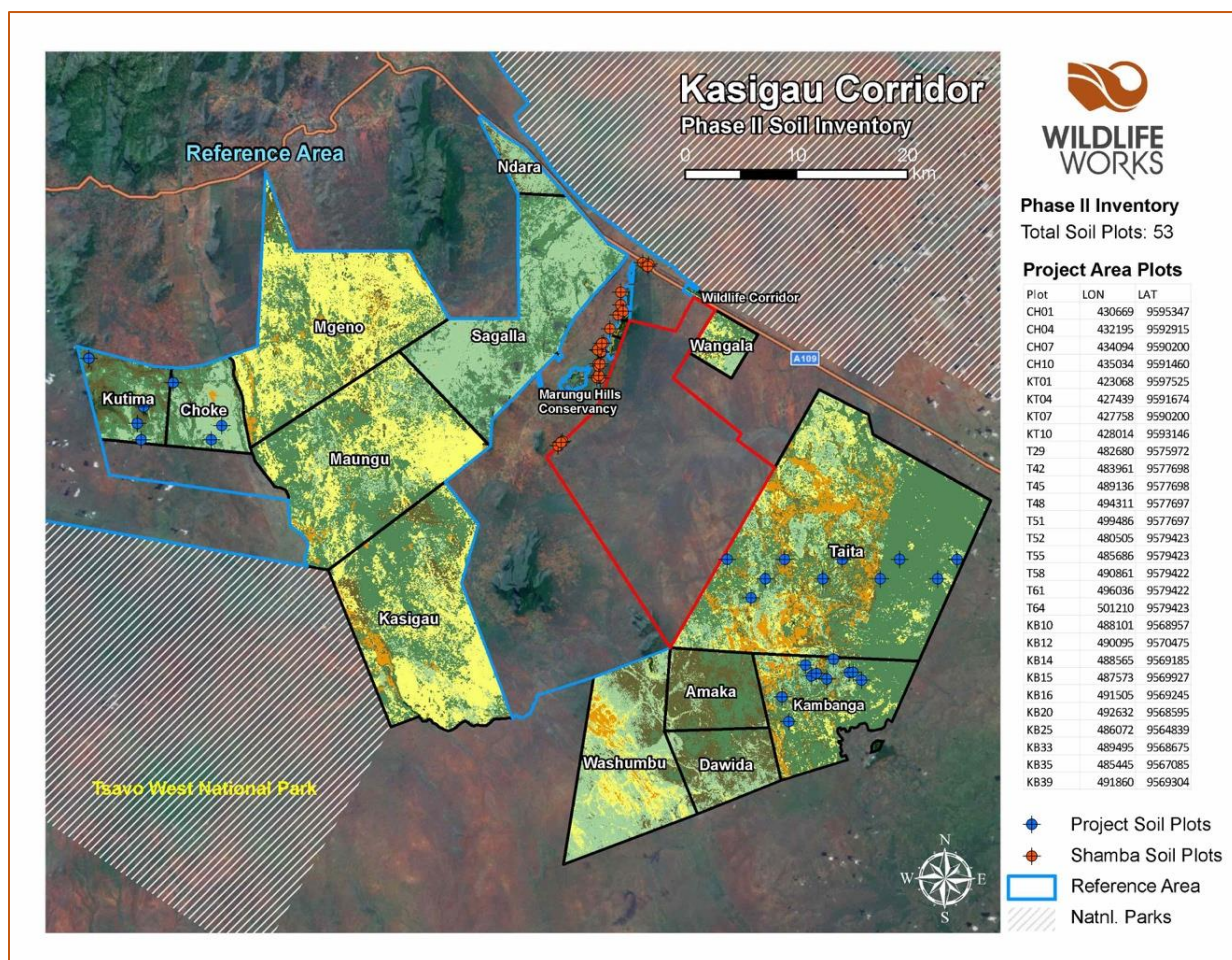 Kasigau Corridor
Phase II Soil Inventory
0 10 20
km
Reference Area
Ndara
Mgeno
Sagalla
Wildlife Corridor
Wangala
A109
Kutima
Choke
Marungu Hills
Conservancy
Maungu
Taita
Kasigau
Amaka
Kambanga
Washumbu
Dawida
Tsavo West National Park
N
W E
S
WILDLIFE
WORKS
Phase II Inventory
Total Soil Plots: 53
Project Area Plots
Plot LON LAT
CH01 430669 9595347
CH04 432195 9592915
CH07 434094 9590200
CH10 435034 9591460
KT01 423068 9597525
KT04 427439 9591674
KT07 427758 9590200
KT10 428014 9593146
T29 482680 9575972
T42 483961 9577698
T45 489136 9577698
T48 494311 9577697
T51 499486 9577697
T52 480505 9579423
T55 485686 9579423
T58 490861 9579422
T61 496036 9579422
T64 501210 9579423
KB10 488101 9568957
KB12 490095 9570475
KB14 488565 9569185
KB15 487573 9569927
KB16 491505 9569245
KB20 492632 9568595
KB25 486072 9564839
KB33 489495 9568675
KB35 485445 9567085
KB39 491860 9569304
Project Soil Plots
Shamba Soil Plots
Reference Area
Natnl. Parks